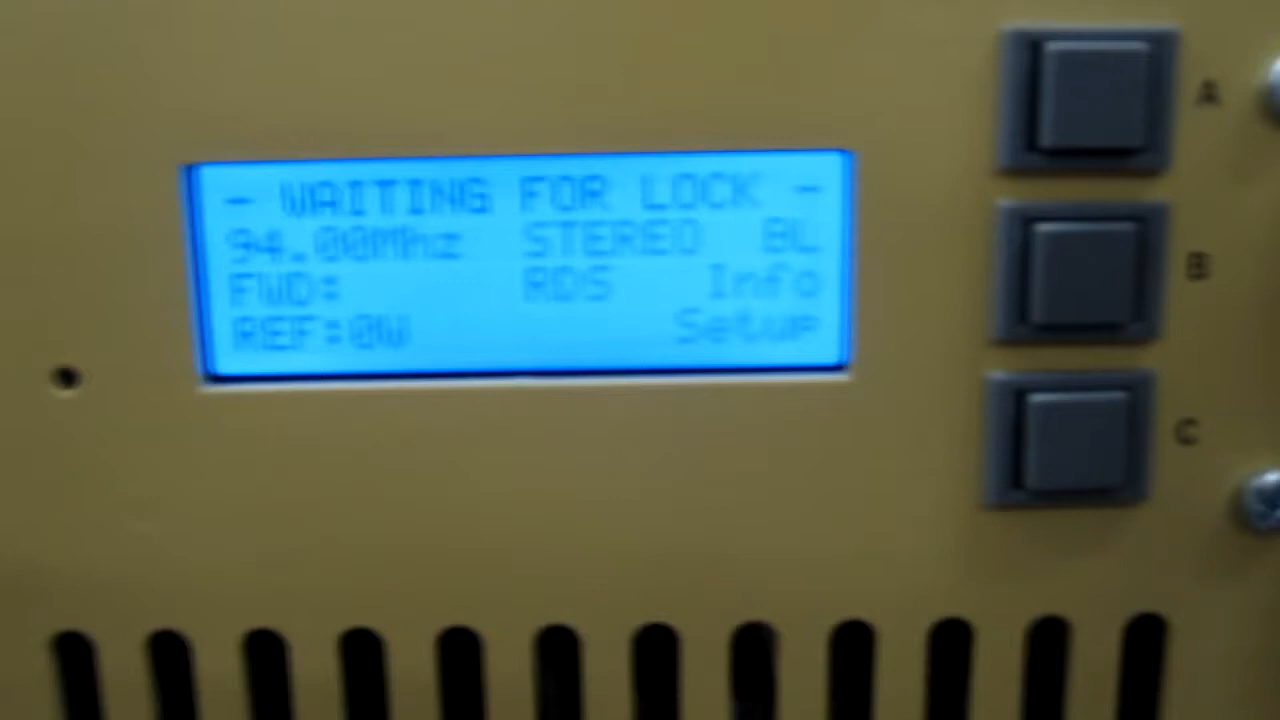 - WAITING FOR LOCK -
94.00Mhz STEREO BL
FWD: RDS Info
REF:0W Setup
A
B
C